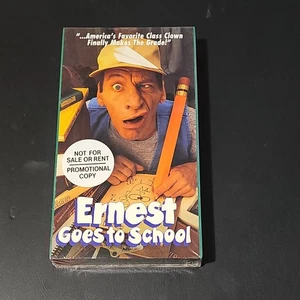 "...America's Favorite Class Clown
Finally Makes The Grade!"
NOT FOR
SALE OR RENT
PROMOTIONAL
COPY
Ernest
Goes to School